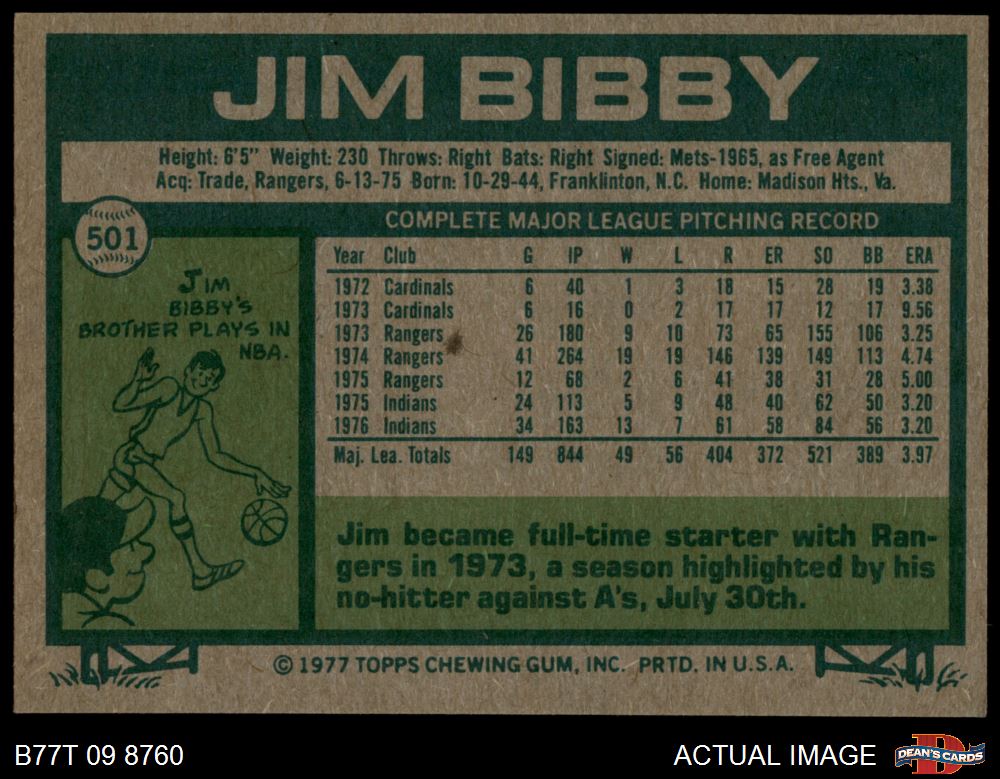 JIM BIBBY
Height: 6'5" Weight: 230 Throws: Right Bats: Right Signed: Mets-1965, as Free Agent
Acq: Trade, Rangers, 6-13-75 Born: 10-29-44, Franklinton, N.C. Home: Madison Hts., Va.
501
JIM
BIBBY'S
BROTHER PLAYS IN
NBA.
COMPLETE MAJOR LEAGUE PITCHING RECORD
Year Club G IP W L R ER SO BB ERA
1972 Cardinals 6 40 1 3 18 15 28 19 3.38
1973 Cardinals 6 16 0 2 17 17 12 17 9.56
1973 Rangers 26 180 9 10 73 65 155 106 3.25
1974 Rangers 41 264 19 19 146 139 149 113 4.74
1975 Rangers 12 68 2 6 41 38 31 28 5.00
1975 Indians 24 113 5 9 48 40 62 50 3.20
1976 Indians 34 163 13 7 61 58 84 56 3.20
Maj. Lea. Totals 149 844 49 56 404 372 521 389 3.97
Jim became full-time starter with Ran-
gers in 1973, a season highlighted by his
no-hitter against A's, July 30th.
© 1977 TOPPS CHEWING GUM, INC. PRTD. IN U.S.A.
B77T 09 8760
ACTUAL IMAGE
DEAN'S CARDS